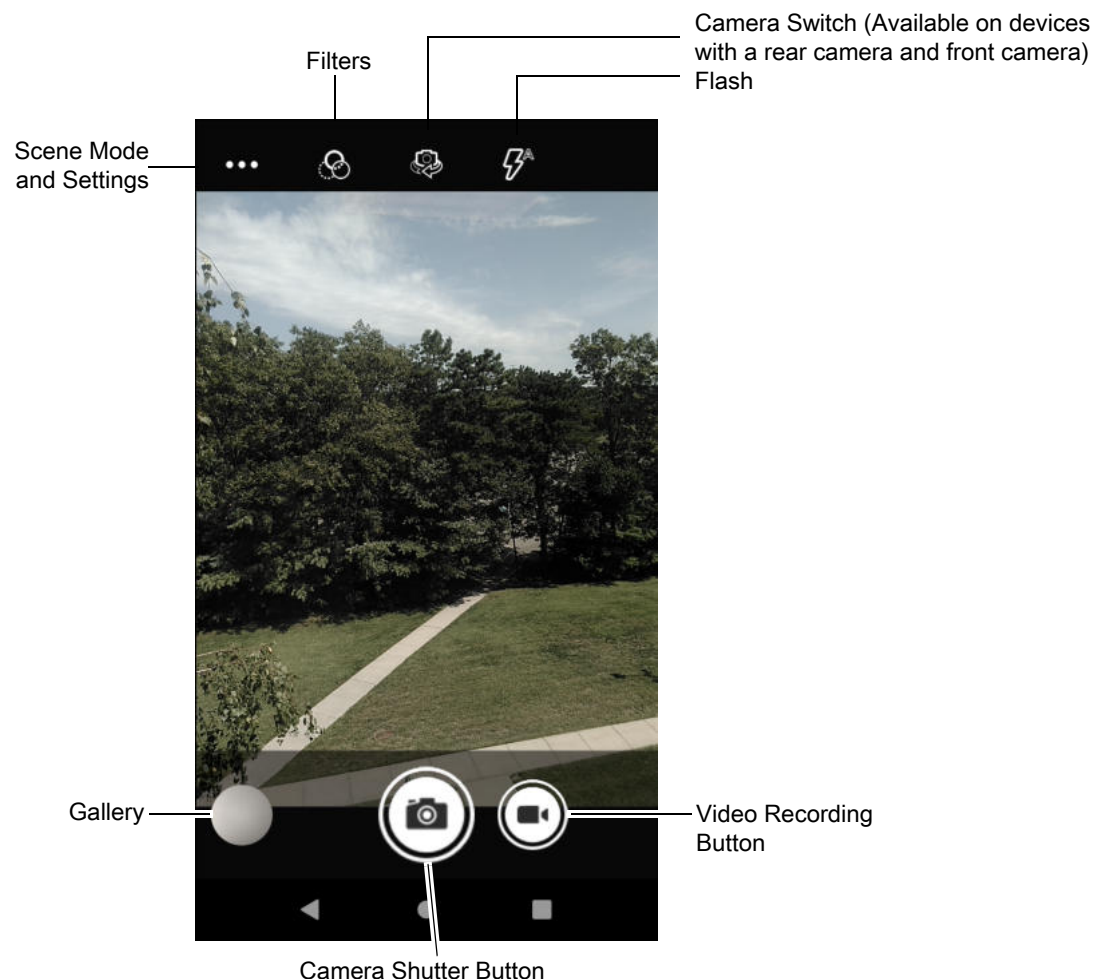 Camera Switch (Available on devices
with a rear camera and front camera)
Flash
Filters
Scene Mode
and Settings
A
Gallery
Video Recording
Button
Camera Shutter Button